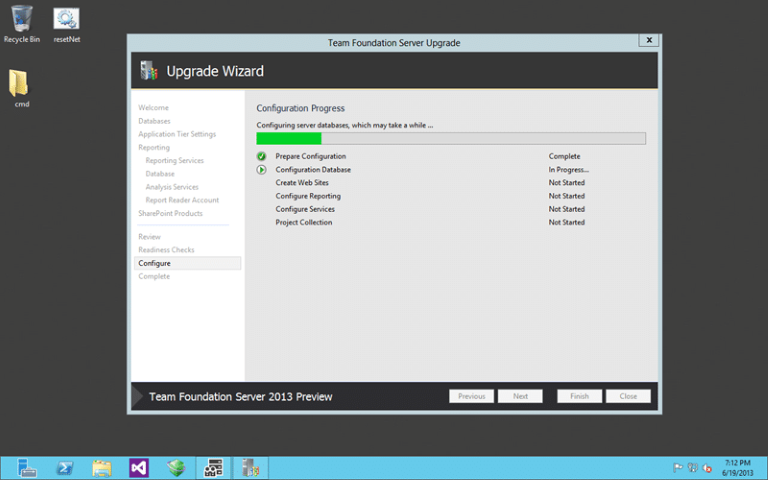 Recycle Bin
resetNet
cmd
Team Foundation Server Upgrade
x
Upgrade Wizard
Welcome
Databases
Application Tier Settings
Reporting
Reporting Services
Database
Analysis Services
Report Reader Account
SharePoint Products
Review
Readiness Checks
Configure
Complete
Configuration Progress
Configuring server databases, which may take a while ...
Prepare Configuration Complete
Configuration Database In Progress...
Create Web Sites Not Started
Configure Reporting Not Started
Configure Services Not Started
Project Collection Not Started
Team Foundation Server 2013 Preview
Previous Next Finish Close
7:12 PM
6/19/2013